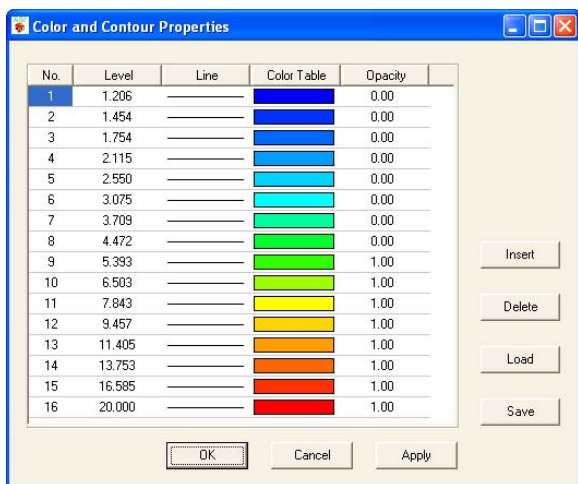 Color and Contour Properties
No. Level Line Color Table Opacity
1 1.206 0.00
2 1.454 0.00
3 1.754 0.00
4 2.115 0.00
5 2.550 0.00
6 3.075 0.00
7 3.709 0.00
8 4.472 0.00
9 5.393 1.00
10 6.503 1.00
11 7.843 1.00
12 9.457 1.00
13 11.405 1.00
14 13.753 1.00
15 16.585 1.00
16 20.000 1.00
Insert
Delete
Load
Save
OK Cancel Apply